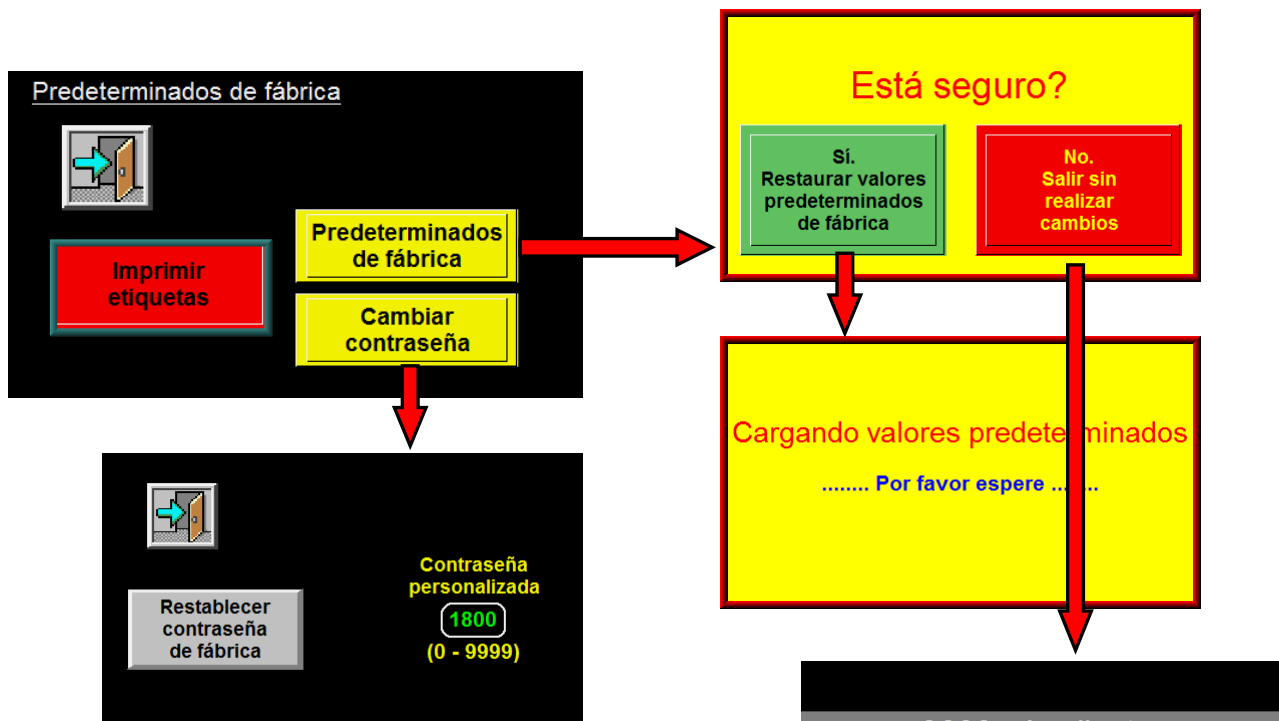 Predeterminados de fábrica
Imprimir
etiquetas
Predeterminados
de fábrica
Cambiar
contraseña
Está seguro?
Sí.
Restaurar valores
predeterminados
de fábrica
No.
Salir sin
realizar
cambios
Cargando valores predeterminados
........ Por favor espere ........
Restablecer
contraseña
de fábrica
Contraseña
personalizada
1800
(0 - 9999)